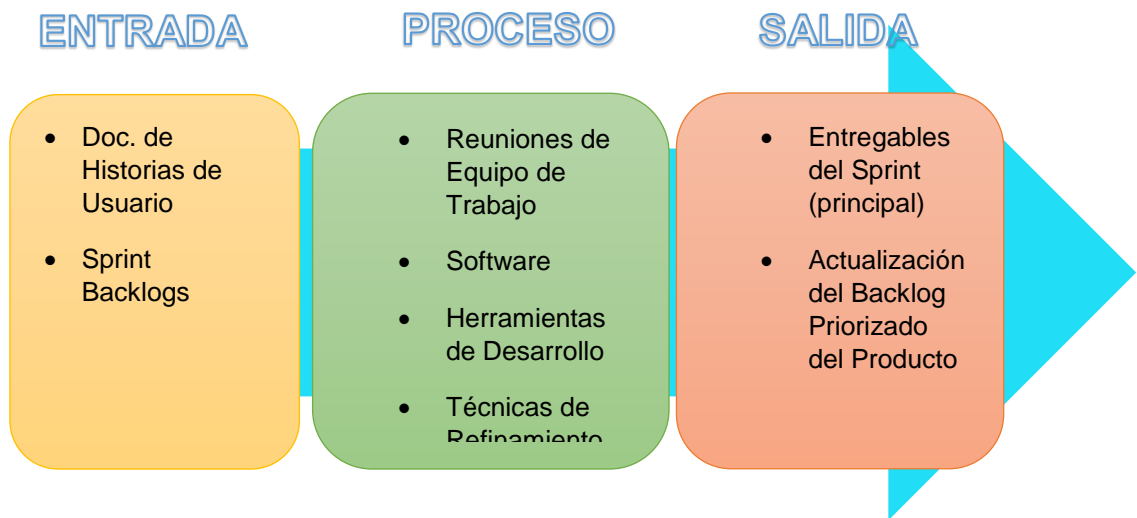 ENTRADA
PROCESO
SALIDA
• Doc. de
Historias de
Usuario
• Sprint
Backlogs
• Reuniones de
Equipo de
Trabajo
• Software
• Herramientas
de Desarrollo
• Técnicas de
Refinamiento
• Entregables
del Sprint
(principal)
• Actualización
del Backlog
Priorizado
del Producto